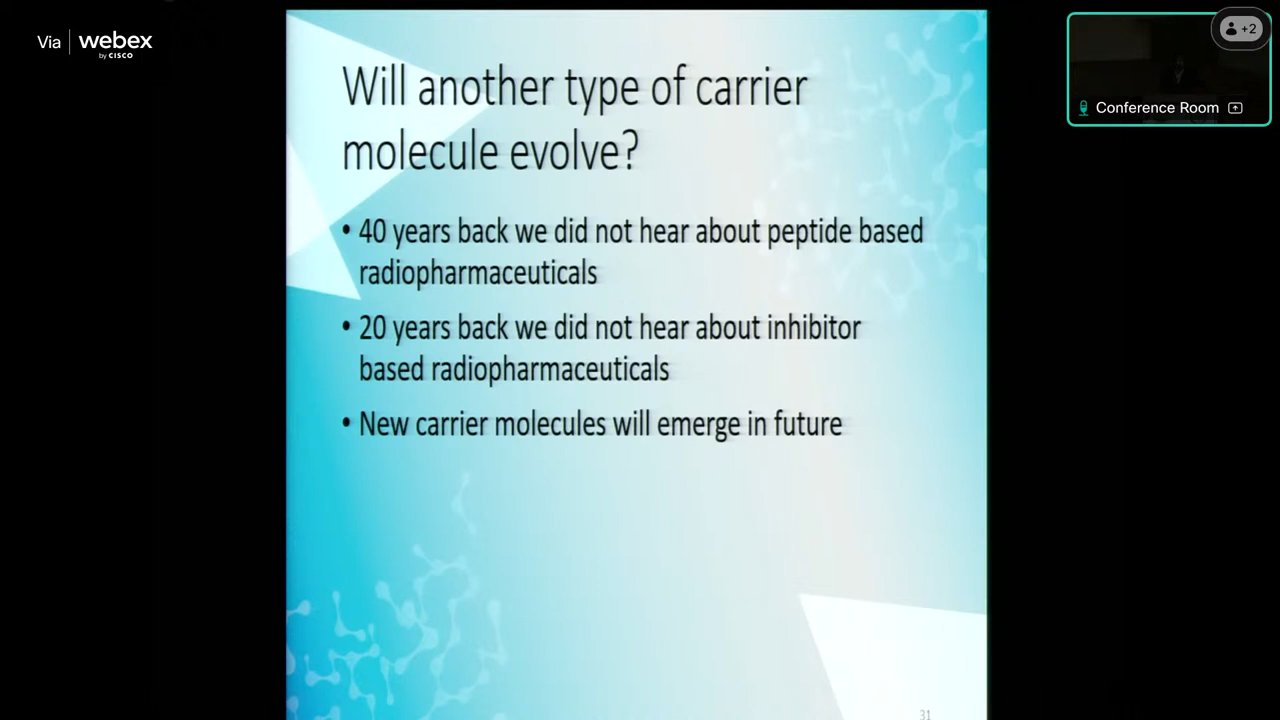 Via webex
by CISCO
+2
Conference Room
Will another type of carrier
molecule evolve?
• 40 years back we did not hear about peptide based
radiopharmaceuticals
• 20 years back we did not hear about inhibitor
based radiopharmaceuticals
• New carrier molecules will emerge in future
31